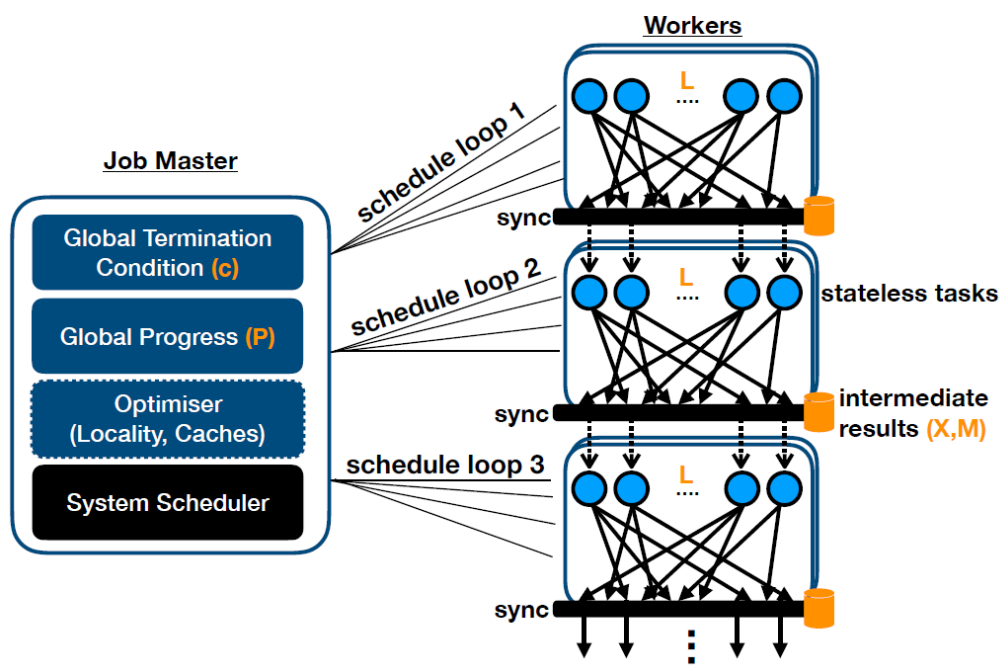 Workers
L
....
schedule loop 1
Job Master
sync
Global Termination
Condition (c)
schedule loop 2
L
....
stateless tasks
Global Progress (P)
Optimiser
(Locality, Caches)
sync
intermediate
results (X,M)
schedule loop 3
L
....
System Scheduler
sync